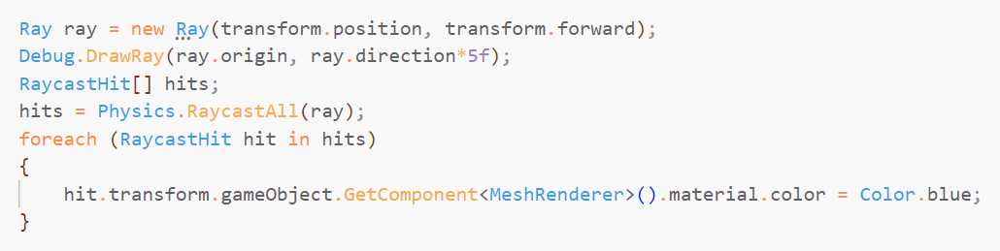 Ray ray = new Ray(transform.position, transform.forward);
Debug.DrawRay(ray.origin, ray.direction*5f);
RaycastHit[] hits;
hits = Physics.RaycastAll(ray);
foreach (RaycastHit hit in hits)
{
    hit.transform.gameObject.GetComponent<MeshRenderer>().material.color = Color.blue;
}